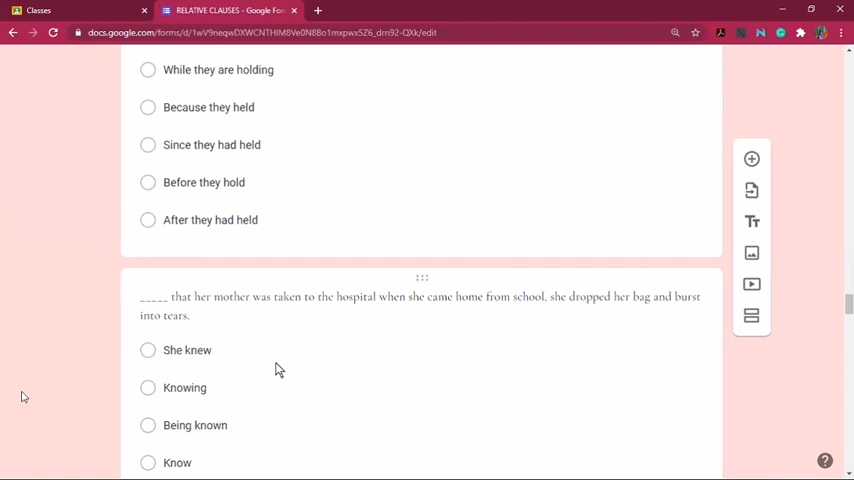 Classes
RELATIVE CLAUSES - Google For
docs.google.com/forms/d/1wV9neqwDXWCNTHIM8Ve0N8Bo1mxpwx5Z6_drn92-QXk/edit
While they are holding
Because they held
Since they had held
Before they hold
After they had held
_____ that her mother was taken to the hospital when she came home from school, she dropped her bag and burst
into tears.
She knew
Knowing
Being known
Know